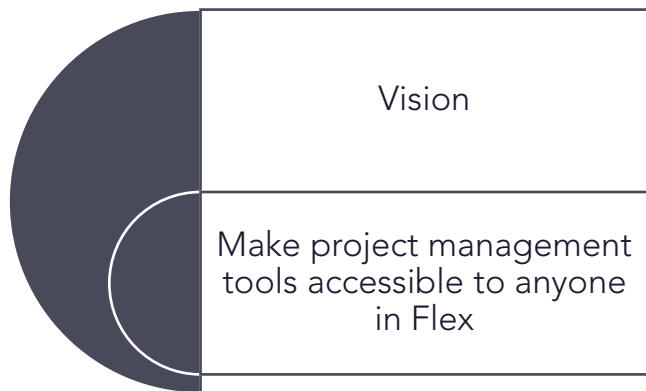 Vision
Make project management
tools accessible to anyone
in Flex